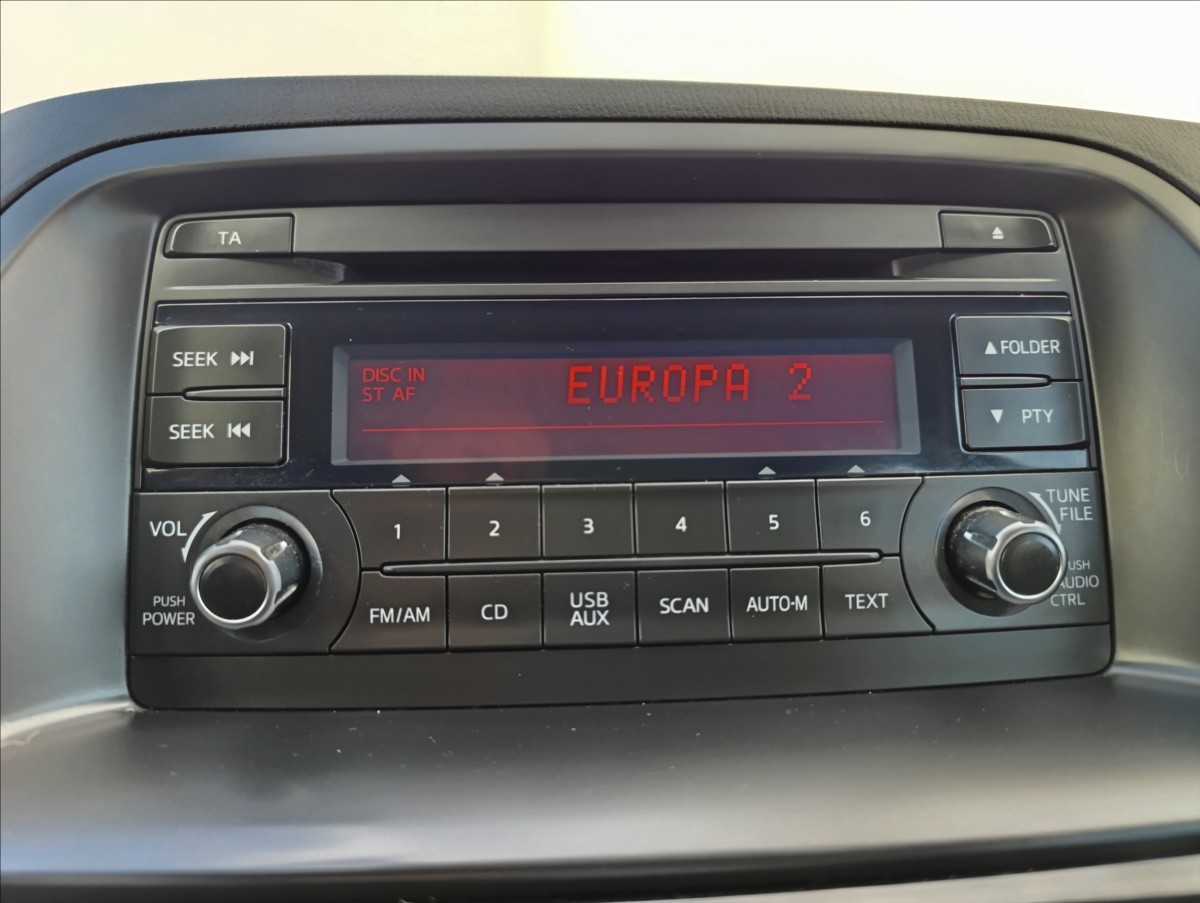 TA
SEEK
SEEK
DISC IN
ST AF
EUROPA 2
FOLDER
PTY
VOL
PUSH
POWER
1 2 3 4 5 6
FM/AM CD USB
AUX SCAN AUTO-M TEXT
TUNE
FILE
AUDIO
CTRL